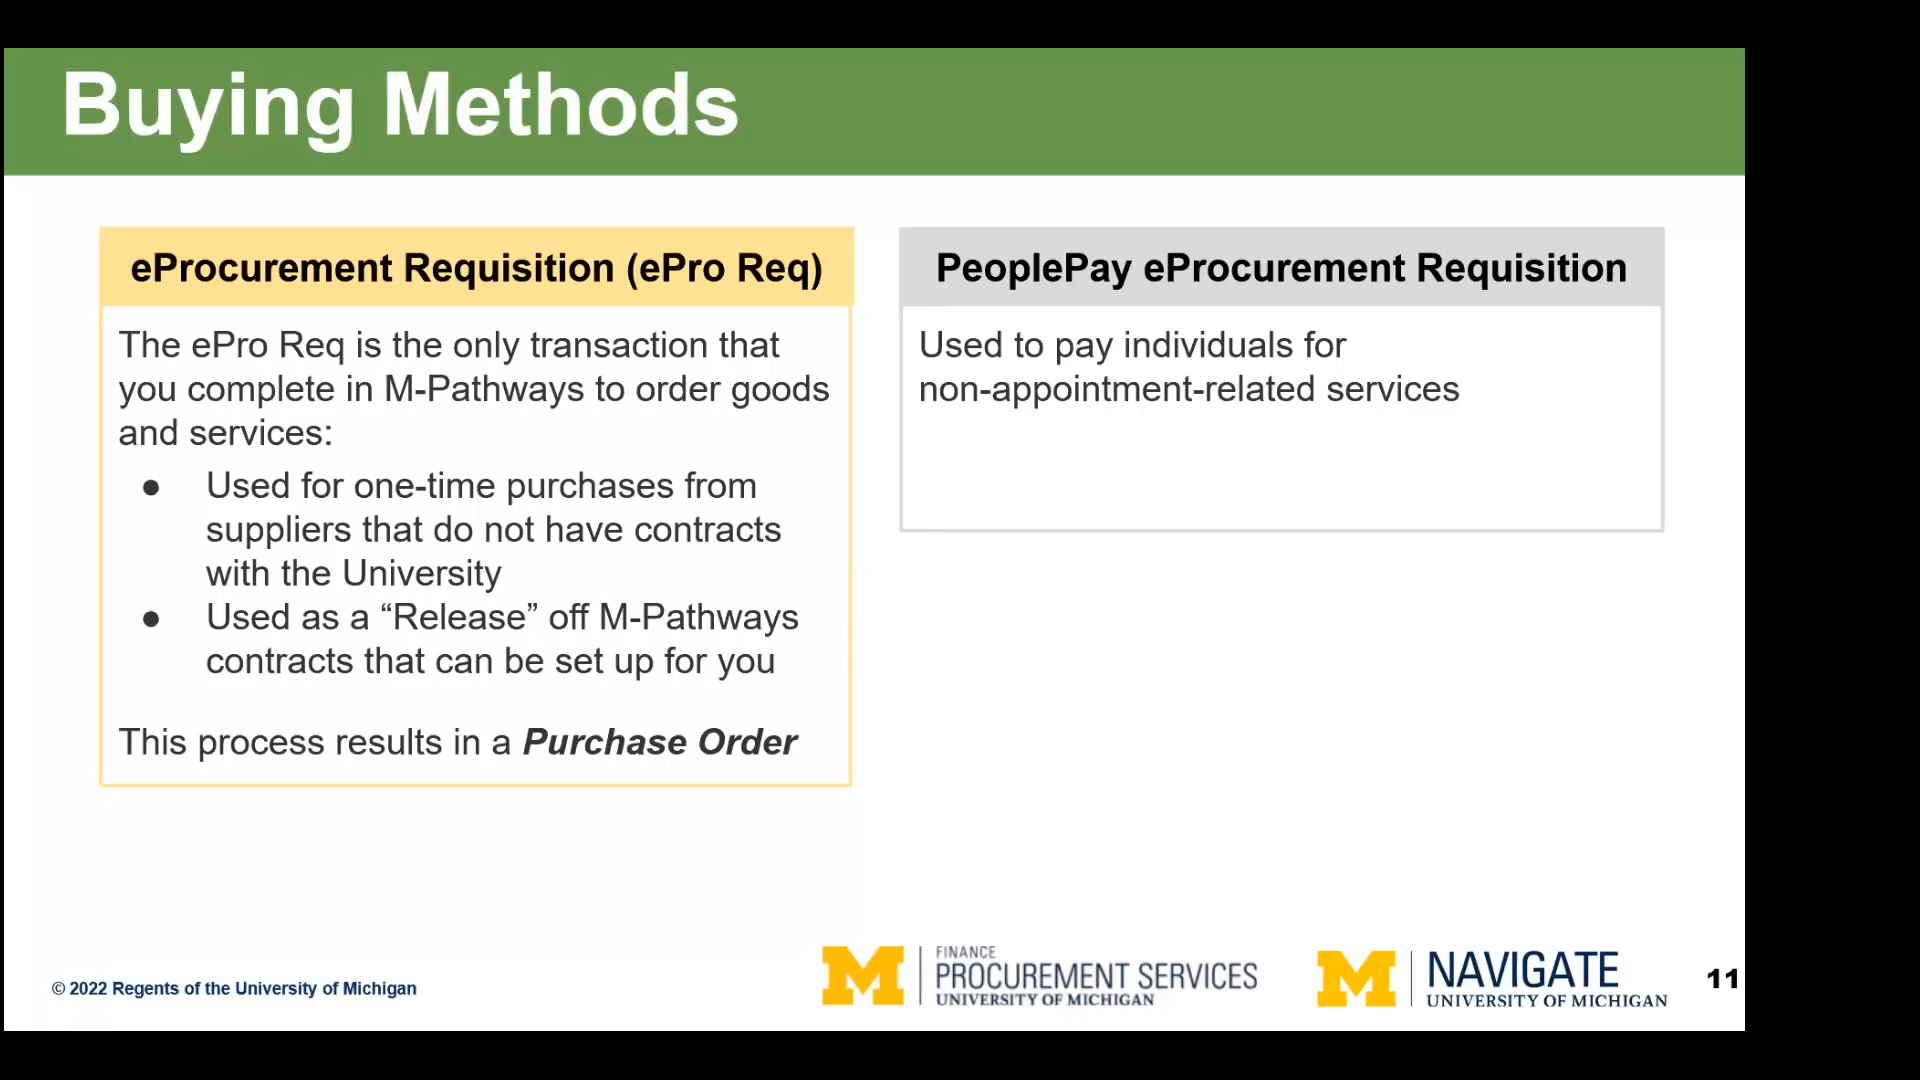 Buying Methods
eProcurement Requisition (ePro Req)
The ePro Req is the only transaction that
you complete in M-Pathways to order goods
and services:
● Used for one-time purchases from
suppliers that do not have contracts
with the University
● Used as a “Release” off M-Pathways
contracts that can be set up for you
This process results in a Purchase Order
PeoplePay eProcurement Requisition
Used to pay individuals for
non-appointment-related services
© 2022 Regents of the University of Michigan
M
FINANCE
PROCUREMENT SERVICES
UNIVERSITY OF MICHIGAN
M
NAVIGATE
UNIVERSITY OF MICHIGAN
11